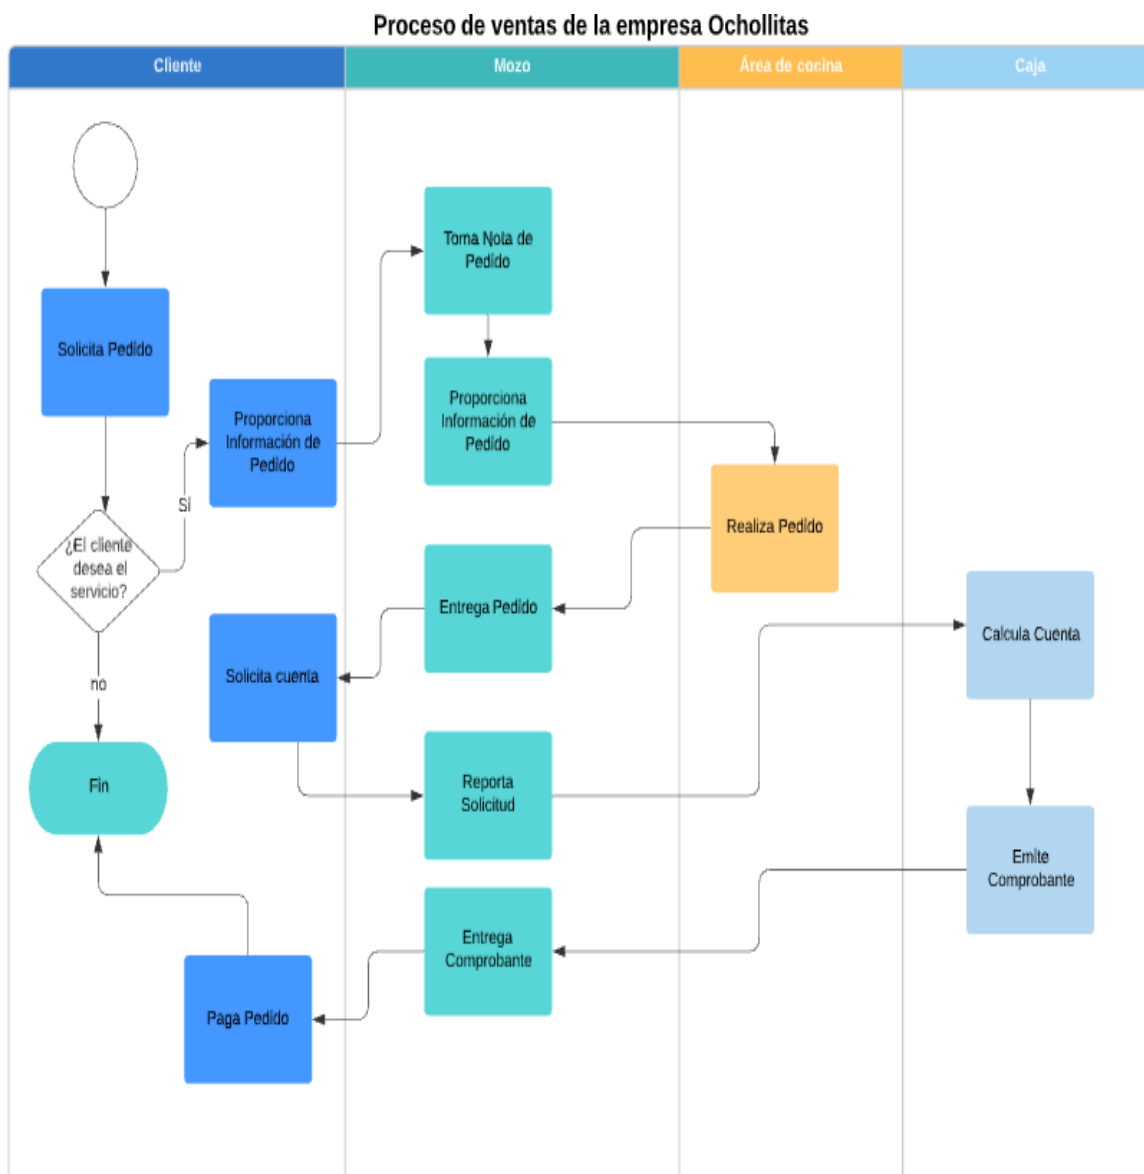 Proceso de ventas de la empresa Ochollitas
Cliente
Mozo
Área de cocina
Caja
Solicita Pedido
¿El cliente
desea el
servicio?
Sí
no
Fin
Proporciona
Información de
Pedido
Solicita cuenta
Paga Pedido
Toma Nota de
Pedido
Proporciona
Información de
Pedido
Entrega Pedido
Reporta
Solicitud
Entrega
Comprobante
Realiza Pedido
Calcula Cuenta
Emite
Comprobante